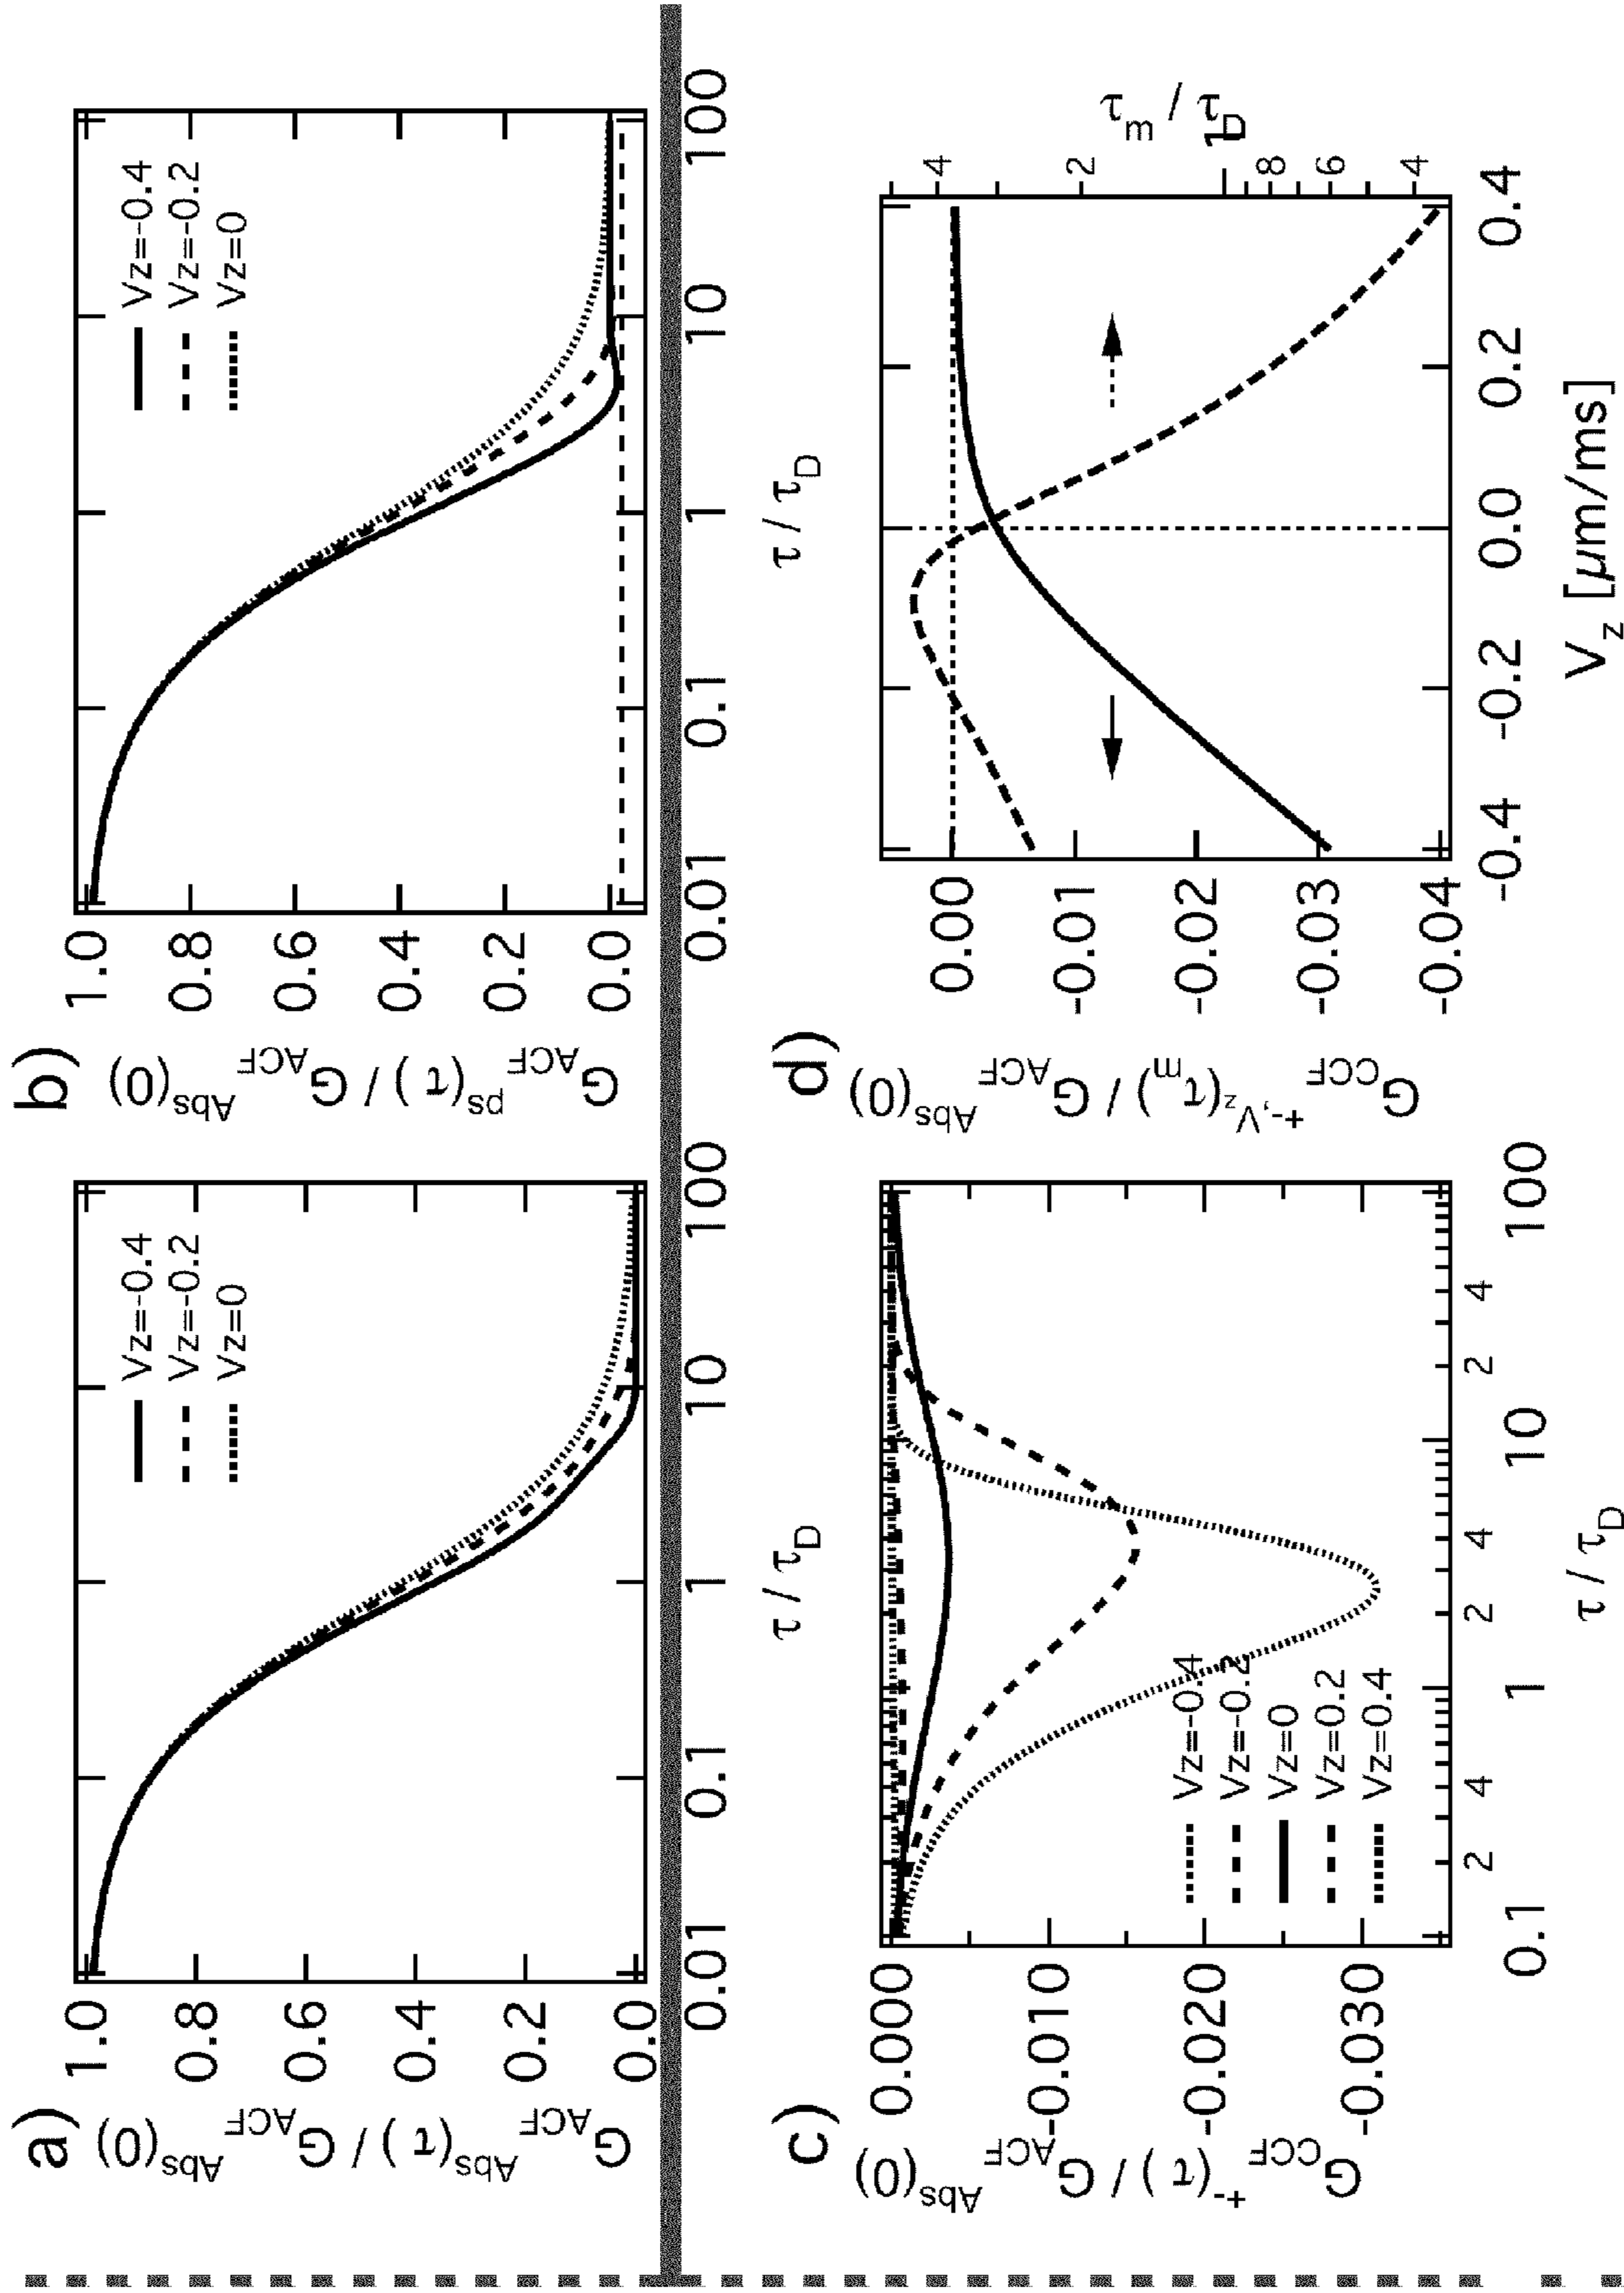 a)
G_ACF^Abs(τ) / G_ACF^Abs(0)
1.0
0.8
0.6
0.4
0.2
0.0
Vz=-0.4
Vz=-0.2
Vz=0
0.01 0.1 1 10 100
τ / τ_D
b)
G_ACF^ps(τ) / G_ACF^Abs(0)
1.0
0.8
0.6
0.4
0.2
0.0
Vz=-0.4
Vz=-0.2
Vz=0
0.01 0.1 1 10 100
τ / τ_D
c)
G_CCF^+-(τ) / G_ACF^Abs(0)
0.000
-0.010
-0.020
-0.030
Vz=-0.4
Vz=-0.2
Vz=0
Vz=0.2
Vz=0.4
0.1 2 4 1 2 4 10 2 4 100
τ / τ_D
d)
G_CCF^+-,Vz(τ_m) / G_ACF^Abs(0)
0.00
-0.01
-0.02
-0.03
-0.04
-0.4 -0.2 0.0 0.2 0.4
V_z [μm/ms]
4
2
1
8
6
4
τ_m / τ_D